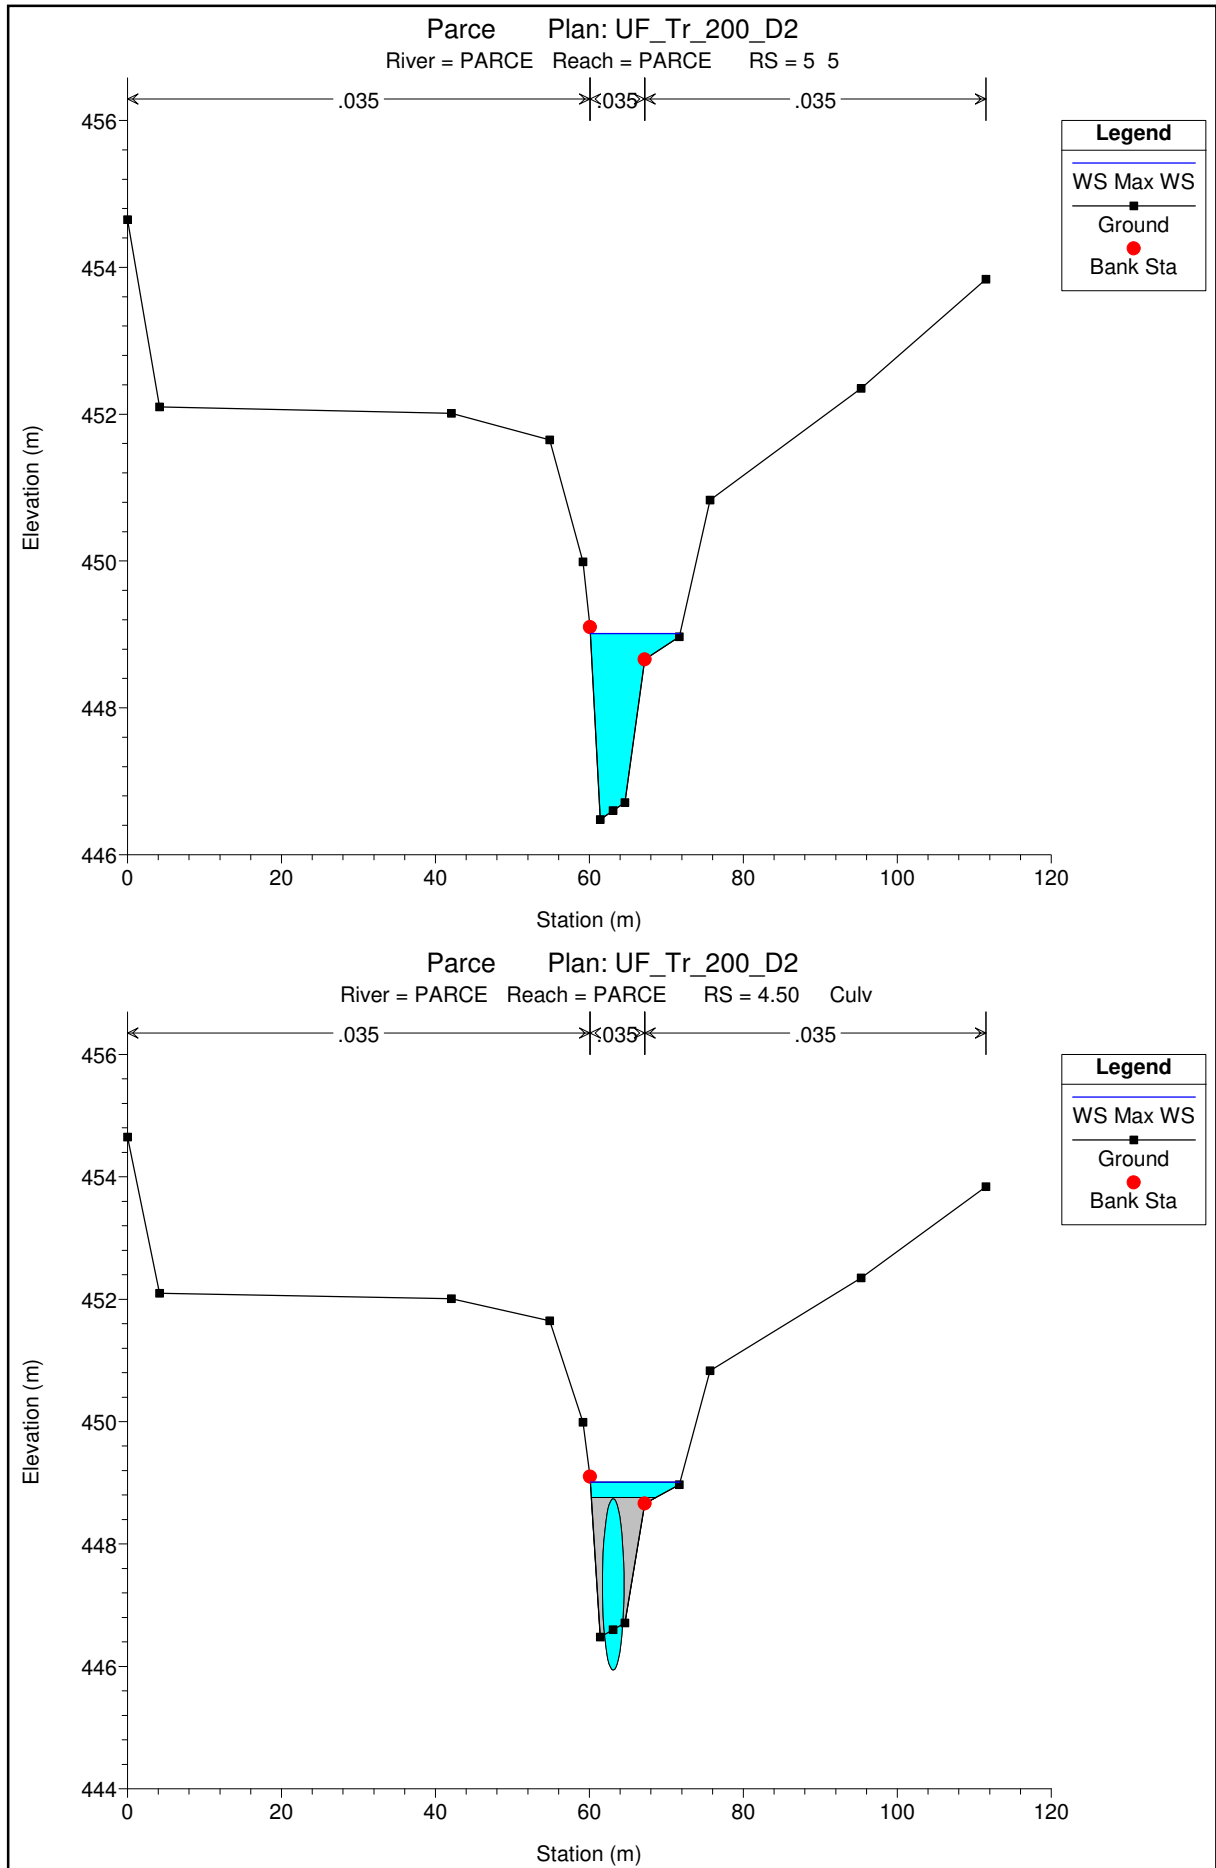 Parce Plan: UF_Tr_200_D2
River = PARCE Reach = PARCE RS = 5 5
.035 .035 .035
Legend
WS Max WS
Ground
Bank Sta
Elevation (m)
456
454
452
450
448
446
0 20 40 60 80 100 120
Station (m)
Parce Plan: UF_Tr_200_D2
River = PARCE Reach = PARCE RS = 4.50 Culv
.035 .035 .035
Legend
WS Max WS
Ground
Bank Sta
Elevation (m)
456
454
452
450
448
446
444
0 20 40 60 80 100 120
Station (m)